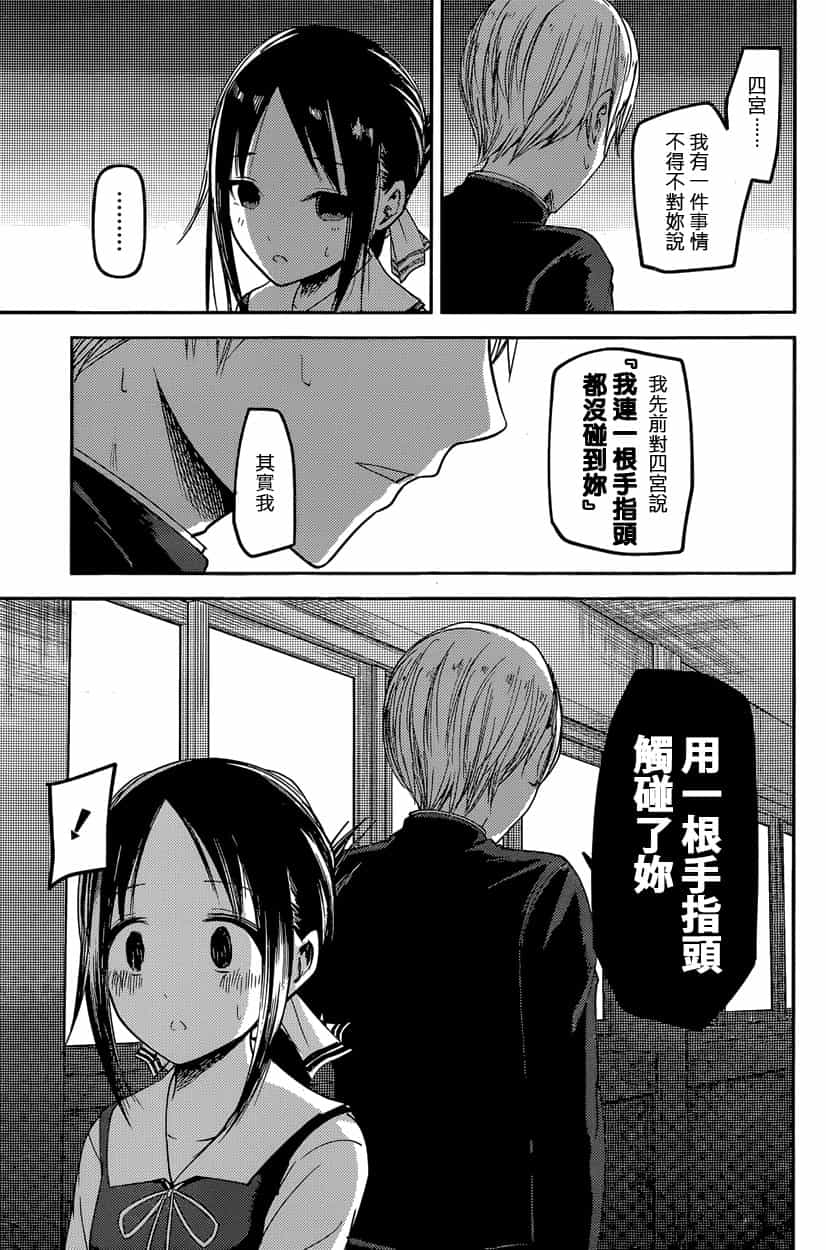 四宮……
我有一件事情
不得不對妳說
………
我先前對四宮說
『我連一根手指頭
都沒碰到妳』
其實我
用一根手指頭
觸碰了妳
！